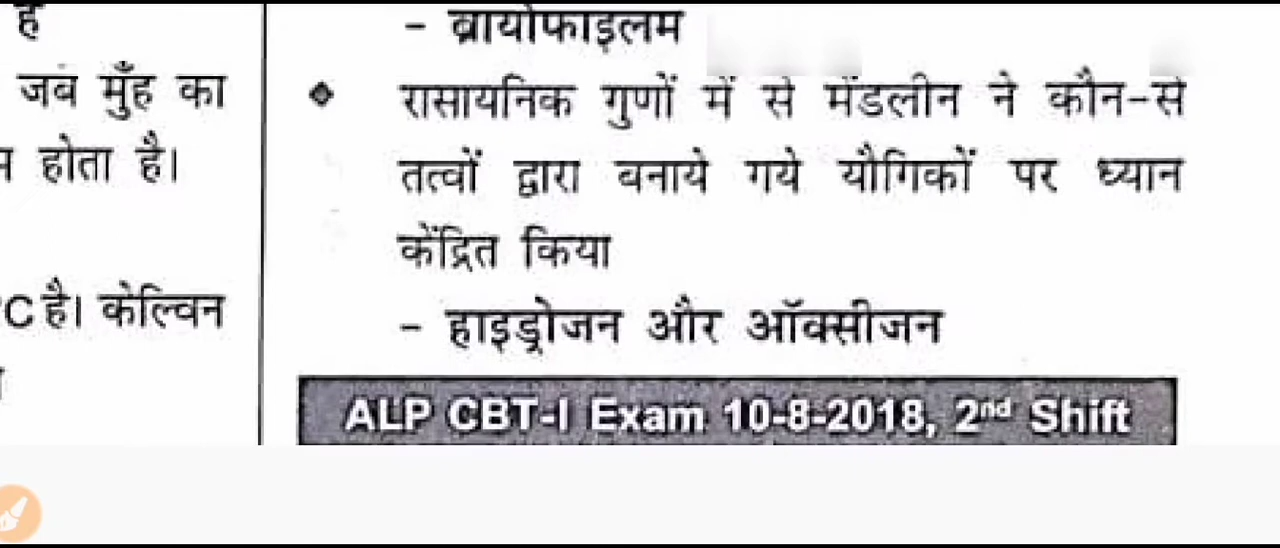 है
जब मुँह का
होता है।
C है। केल्विन
- ब्रायोफाइलम
❖ रासायनिक गुणों में से मेंडलीन ने कौन-से
तत्वों द्वारा बनाये गये यौगिकों पर ध्यान
केंद्रित किया
- हाइड्रोजन और ऑक्सीजन
ALP CBT-I Exam 10-8-2018, 2nd Shift